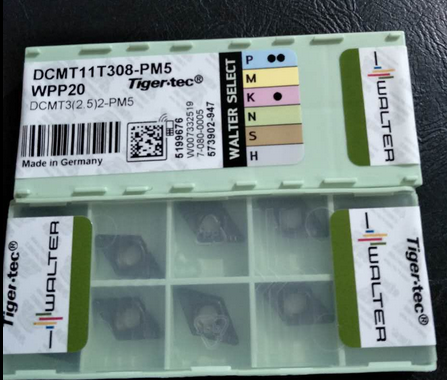 DCMT11T308-PM5
WPP20 Tiger·tec®
DCMT3(2.5)2-PM5
Made in Germany
5199676
W007332519
7-080-0005
573902-947
WALTER SELECT
P
M
K
N
S
H
WALTER
Tiger·tec®
WALTER
WALTER
Tiger·tec®